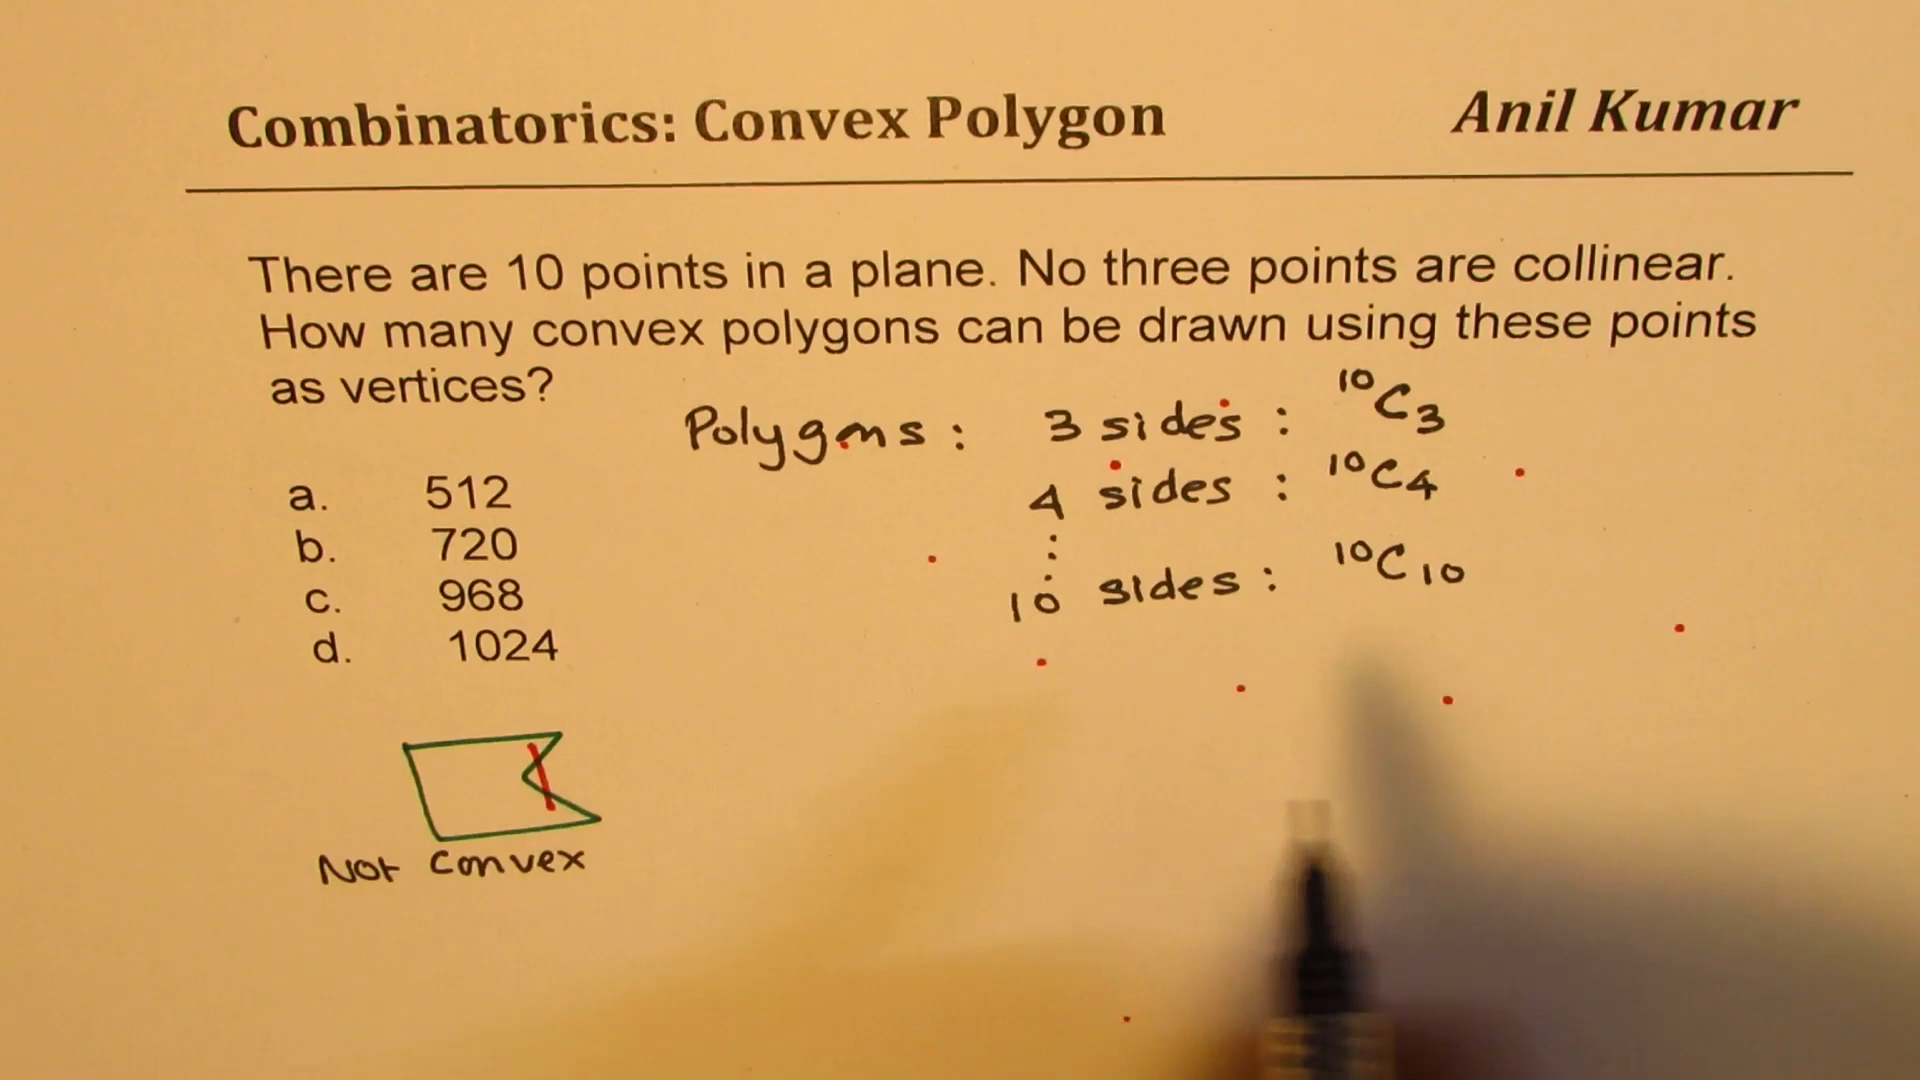 Combinatorics: Convex Polygon Anil Kumar
There are 10 points in a plane. No three points are collinear.
How many convex polygons can be drawn using these points
as vertices?
Polygons : 3 sides : ¹⁰C₃
a. 512
4 sides : ¹⁰C₄
b. 720
:
c. 968
10 sides : ¹⁰C₁₀
d. 1024
Not Convex